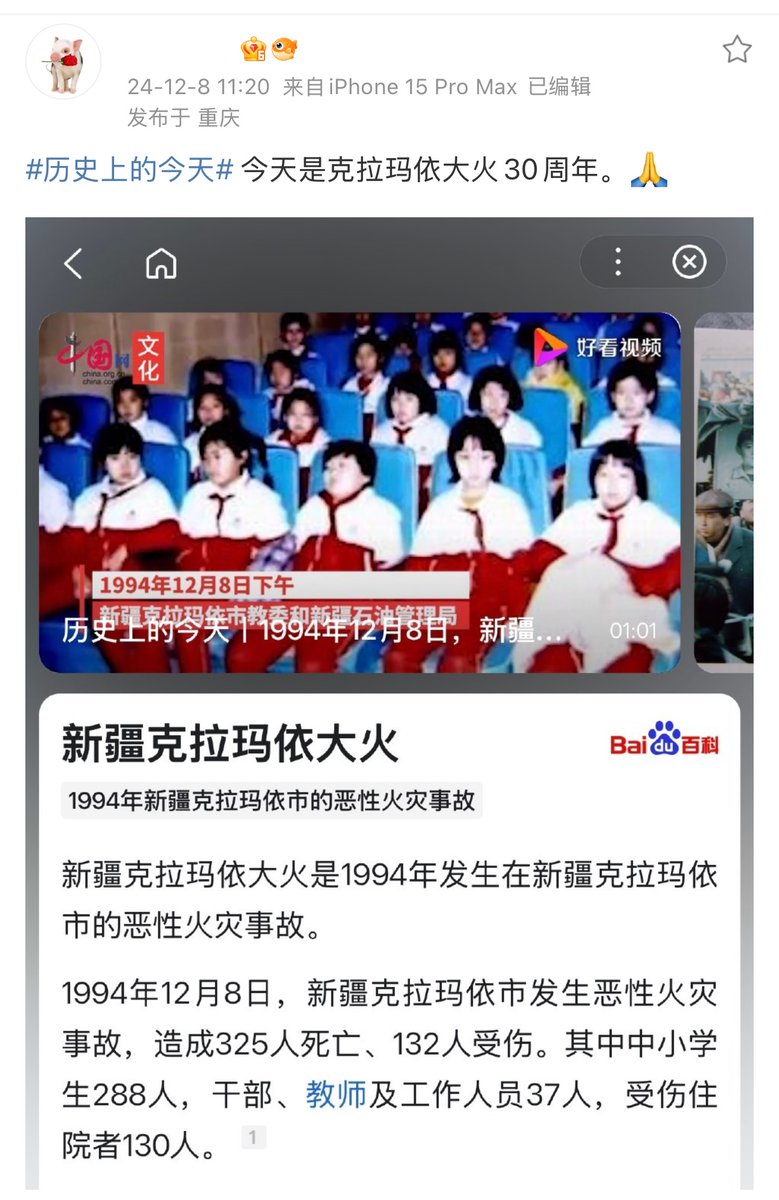 24-12-8 11:20 来自 iPhone 15 Pro Max 已编辑
发布于 重庆
#历史上的今天# 今天是克拉玛依大火30周年。
中国网
china.org.cn
china.com.cn
文化
好看视频
1994年12月8日下午
新疆克拉玛依市教委和新疆石油管理局
历史上的今天｜1994年12月8日，新疆...
01:01
新疆克拉玛依大火
Bai du 百科
1994年新疆克拉玛依市的恶性火灾事故
新疆克拉玛依大火是1994年发生在新疆克拉玛依
市的恶性火灾事故。
1994年12月8日，新疆克拉玛依市发生恶性火灾
事故，造成325人死亡、132人受伤。其中中小学
生288人，干部、教师及工作人员37人，受伤住
院者130人。 1